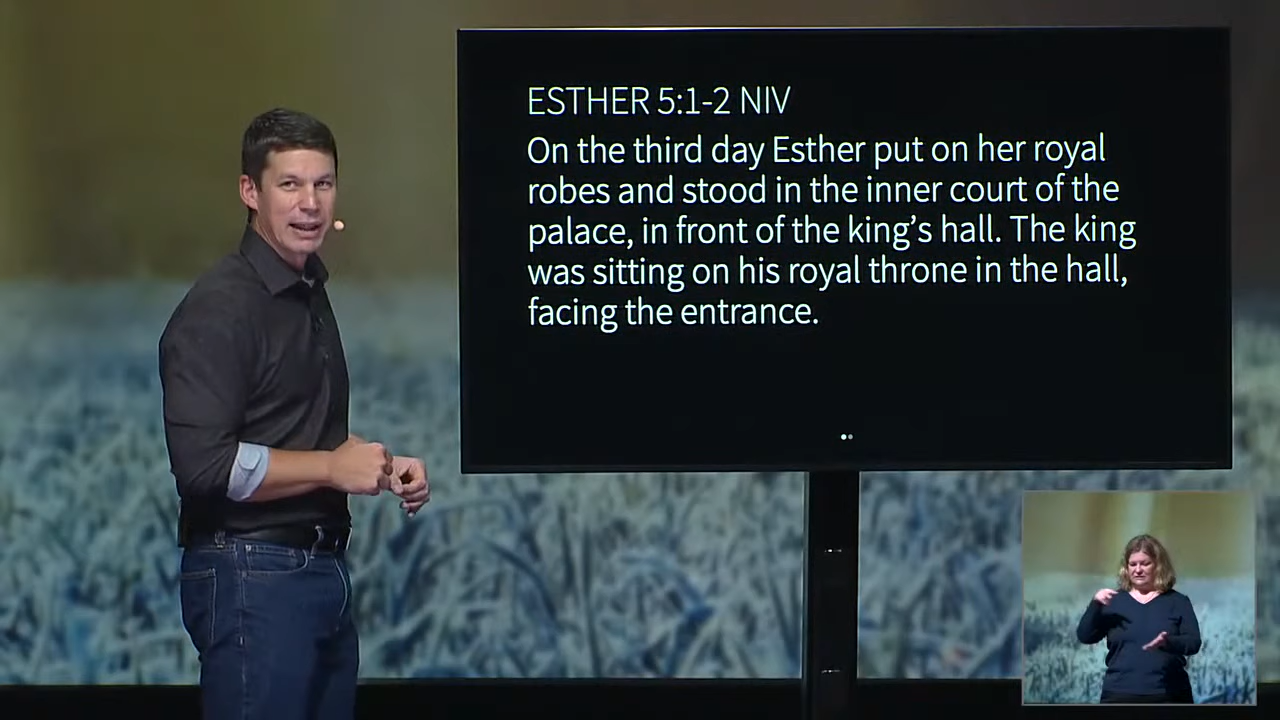 ESTHER 5:1-2 NIV
On the third day Esther put on her royal
robes and stood in the inner court of the
palace, in front of the king’s hall. The king
was sitting on his royal throne in the hall,
facing the entrance.